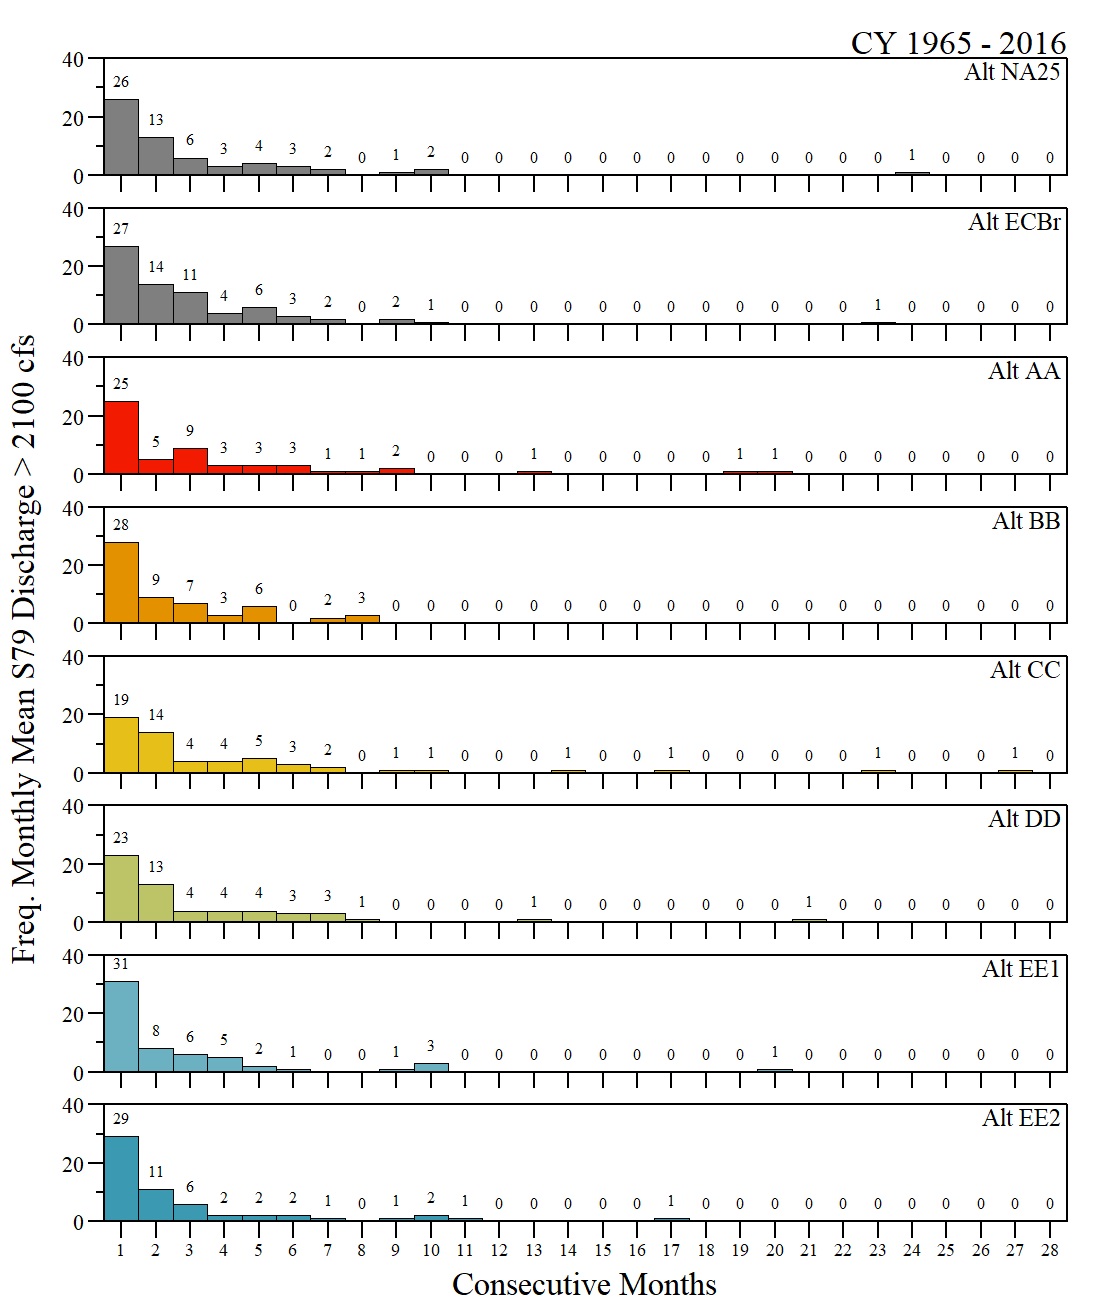 CY 1965 - 2016
Freq. Monthly Mean S79 Discharge > 2100 cfs
Alt NA25
40
20
0
26 13 6 3 4 3 2 0 1 2 0 0 0 0 0 0 0 0 0 0 0 0 0 1 0 0 0 0
Alt ECBr
40
20
0
27 14 11 4 6 3 2 0 2 1 0 0 0 0 0 0 0 0 0 0 0 0 1 0 0 0 0 0
Alt AA
40
20
0
25 5 9 3 3 3 1 1 2 0 0 0 1 0 0 0 0 0 1 1 0 0 0 0 0 0 0 0
Alt BB
40
20
0
28 9 7 3 6 0 2 3 0 0 0 0 0 0 0 0 0 0 0 0 0 0 0 0 0 0 0 0
Alt CC
40
20
0
19 14 4 4 5 3 2 0 1 1 0 0 0 1 0 0 1 0 0 0 0 0 1 0 0 0 1 0
Alt DD
40
20
0
23 13 4 4 4 3 3 1 0 0 0 0 1 0 0 0 0 0 0 0 1 0 0 0 0 0 0 0
Alt EE1
40
20
0
31 8 6 5 2 1 0 0 1 3 0 0 0 0 0 0 0 0 0 1 0 0 0 0 0 0 0 0
Alt EE2
40
20
0
29 11 6 2 2 2 1 0 1 2 1 0 0 0 0 0 1 0 0 0 0 0 0 0 0 0 0 0
1 2 3 4 5 6 7 8 9 10 11 12 13 14 15 16 17 18 19 20 21 22 23 24 25 26 27 28
Consecutive Months